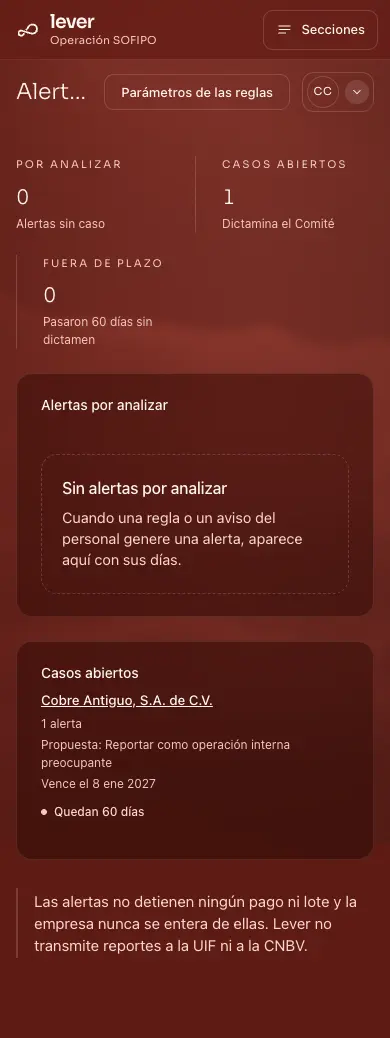 lever
Operación SOFIPO
Secciones
Alert...
Parámetros de las reglas
CC
POR ANALIZAR
0
Alertas sin caso
CASOS ABIERTOS
1
Dictamina el Comité
FUERA DE PLAZO
0
Pasaron 60 días sin
dictamen
Alertas por analizar
Sin alertas por analizar
Cuando una regla o un aviso del
personal genere una alerta, aparece
aquí con sus días.
Casos abiertos
Cobre Antiguo, S.A. de C.V.
1 alerta
Propuesta: Reportar como operación interna
preocupante
Vence el 8 ene 2027
Quedan 60 días
Las alertas no detienen ningún pago ni lote y la
empresa nunca se entera de ellas. Lever no
transmite reportes a la UIF ni a la CNBV.